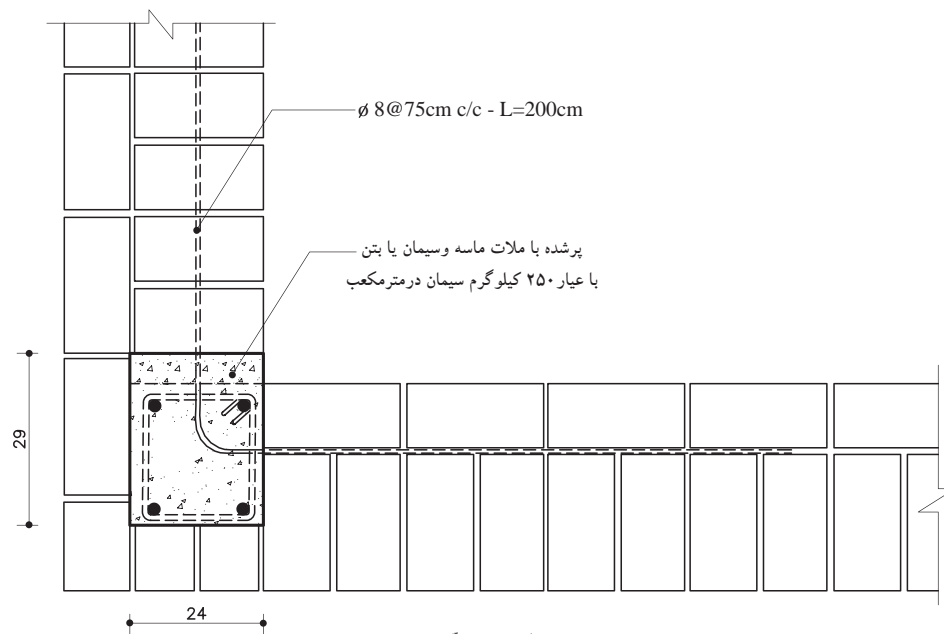 ø 8@75cm c/c - L=200cm
پرشده با ملات ماسه وسیمان یا بتن
با عیار ۲۵۰ کیلوگرم سیمان درمترمکعب
29
24